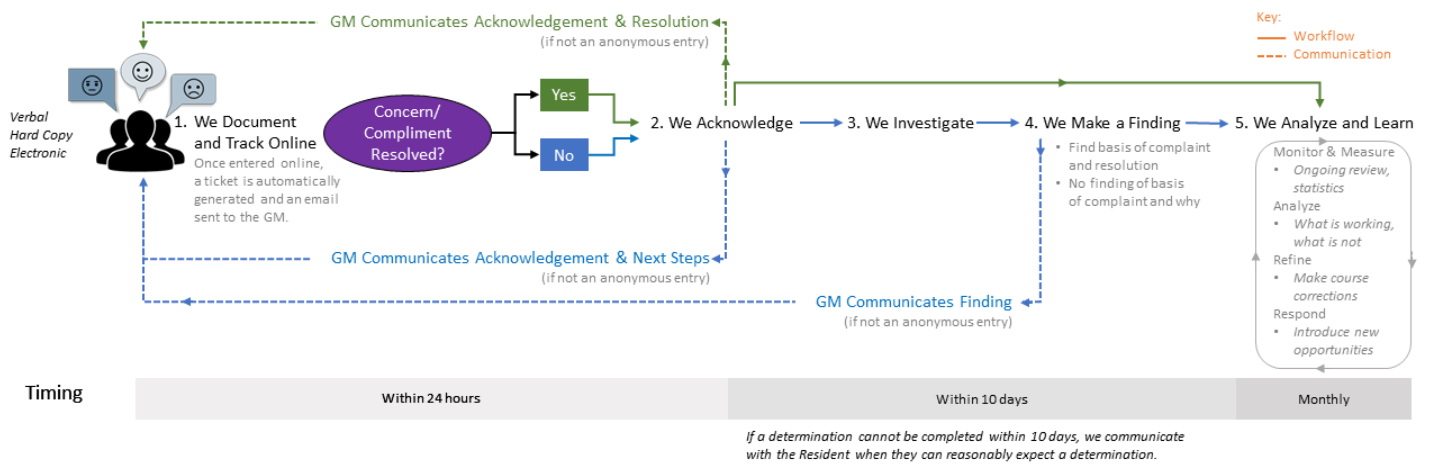 GM Communicates Acknowledgement & Resolution
(if not an anonymous entry)
Key:
Workflow
Communication
Verbal
Hard Copy
Electronic
1. We Document
and Track Online
Once entered online,
a ticket is automatically
generated and an email
sent to the GM.
Concern/
Compliment
Resolved?
Yes
No
2. We Acknowledge
3. We Investigate
4. We Make a Finding
• Find basis of complaint
and resolution
• No finding of basis
of complaint and why
5. We Analyze and Learn
Monitor & Measure
• Ongoing review,
statistics
Analyze
• What is working,
what is not
Refine
• Make course
corrections
Respond
• Introduce new
opportunities
GM Communicates Acknowledgement & Next Steps
(if not an anonymous entry)
GM Communicates Finding
(if not an anonymous entry)
Timing
Within 24 hours
Within 10 days
Monthly
If a determination cannot be completed within 10 days, we communicate
with the Resident when they can reasonably expect a determination.